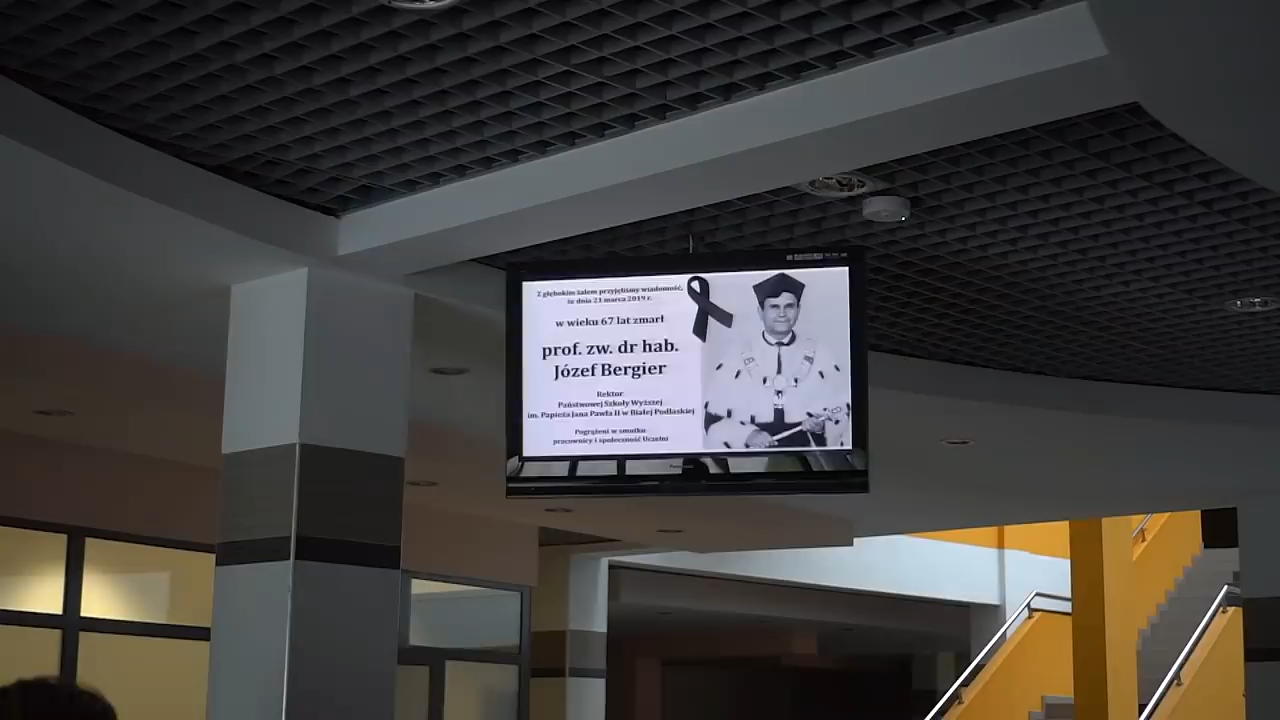 Z głębokim żalem przyjęliśmy wiadomość,
że dnia 21 marca 2019 r.
w wieku 67 lat zmarł
prof. zw. dr hab.
Józef Bergier
Rektor
Państwowej Szkoły Wyższej
im. Papieża Jana Pawła II w Białej Podlaskiej
Pogrążeni w smutku
pracownicy i społeczność Uczelni